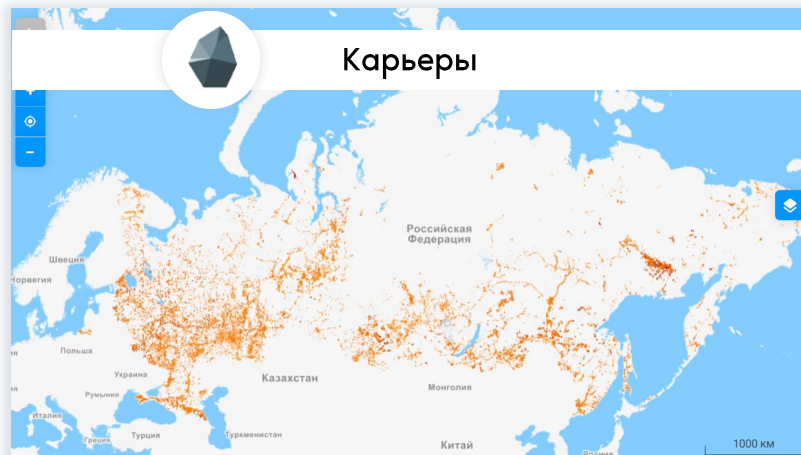 Карьеры
Российская
Федерация
Швеция
Норвегия
Польша
Украина
Румыния
Казахстан
Монголия
Италия
Греция
Турция
Туркменистан
Китай
1000 км